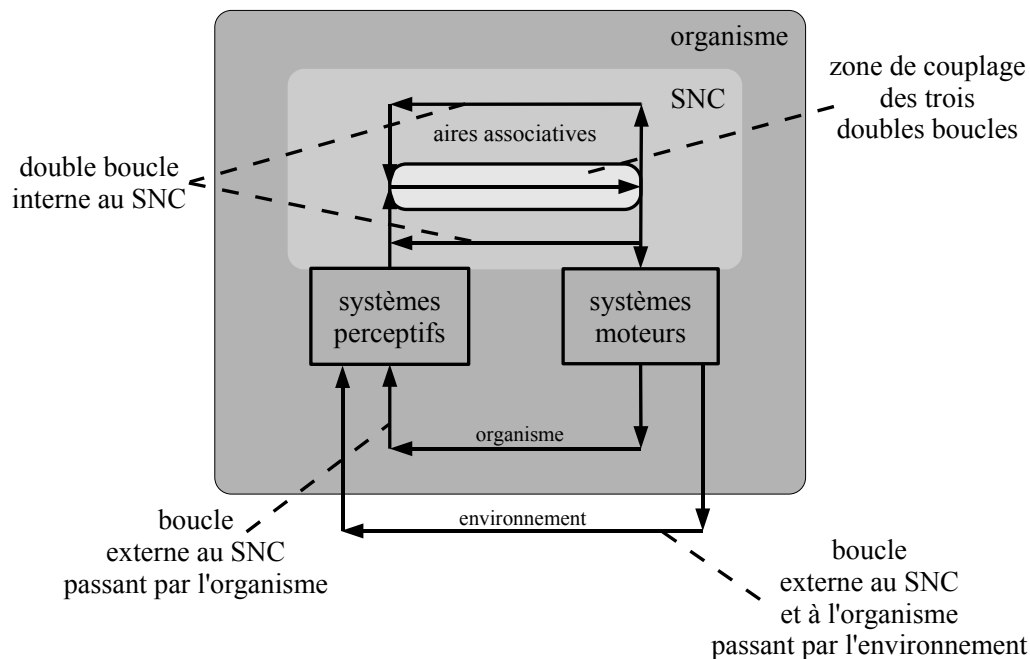 organisme
zone de couplage
des trois
doubles boucles
SNC
aires associatives
double boucle
interne au SNC
systèmes
perceptifs
systèmes
moteurs
organisme
environnement
boucle
externe au SNC
passant par l'organisme
boucle
externe au SNC
et à l'organisme
passant par l'environnement